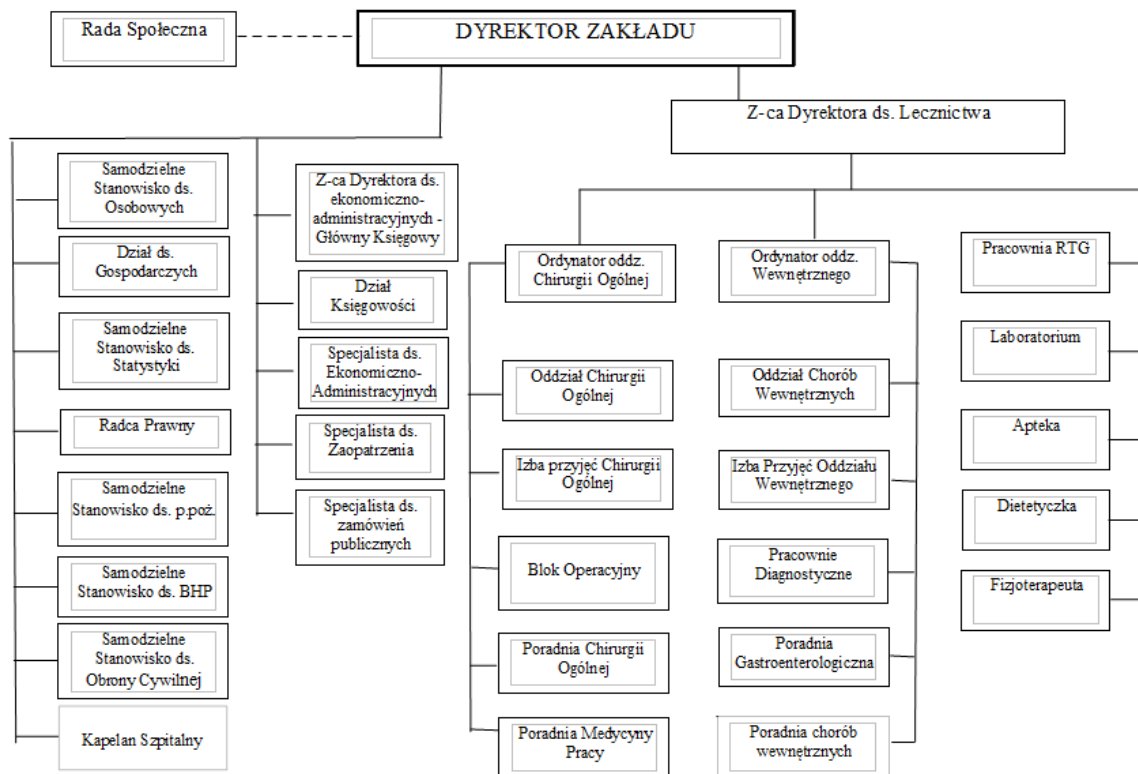 Rada Społeczna
DYREKTOR ZAKŁADU
Z-ca Dyrektora ds. Lecznictwa
Samodzielne
Stanowisko ds.
Osobowych
Dział ds.
Gospodarczych
Samodzielne
Stanowisko ds.
Statystyki
Radca Prawny
Samodzielne
Stanowisko ds. p.poż.
Samodzielne
Stanowisko ds. BHP
Samodzielne
Stanowisko ds.
Obrony Cywilnej
Kapelan Szpitalny
Z-ca Dyrektora ds.
ekonomiczno-
administracyjnych -
Główny Księgowy
Dział
Księgowości
Specjalista ds.
Ekonomiczno-
Administracyjnych
Specjalista ds.
Zaopatrzenia
Specjalista ds.
zamówień
publicznych
Ordynator oddz.
Chirurgii Ogólnej
Oddział Chirurgii
Ogólnej
Izba przyjęć Chirurgii
Ogólnej
Blok Operacyjny
Poradnia Chirurgii
Ogólnej
Poradnia Medycyny
Pracy
Ordynator oddz.
Wewnętrznego
Oddział Chorób
Wewnętrznych
Izba Przyjęć Oddziału
Wewnętrznego
Pracownie
Diagnostyczne
Poradnia
Gastroenterologiczna
Poradnia chorób
wewnętrznych
Pracownia RTG
Laboratorium
Apteka
Dietetyczka
Fizjoterapeuta